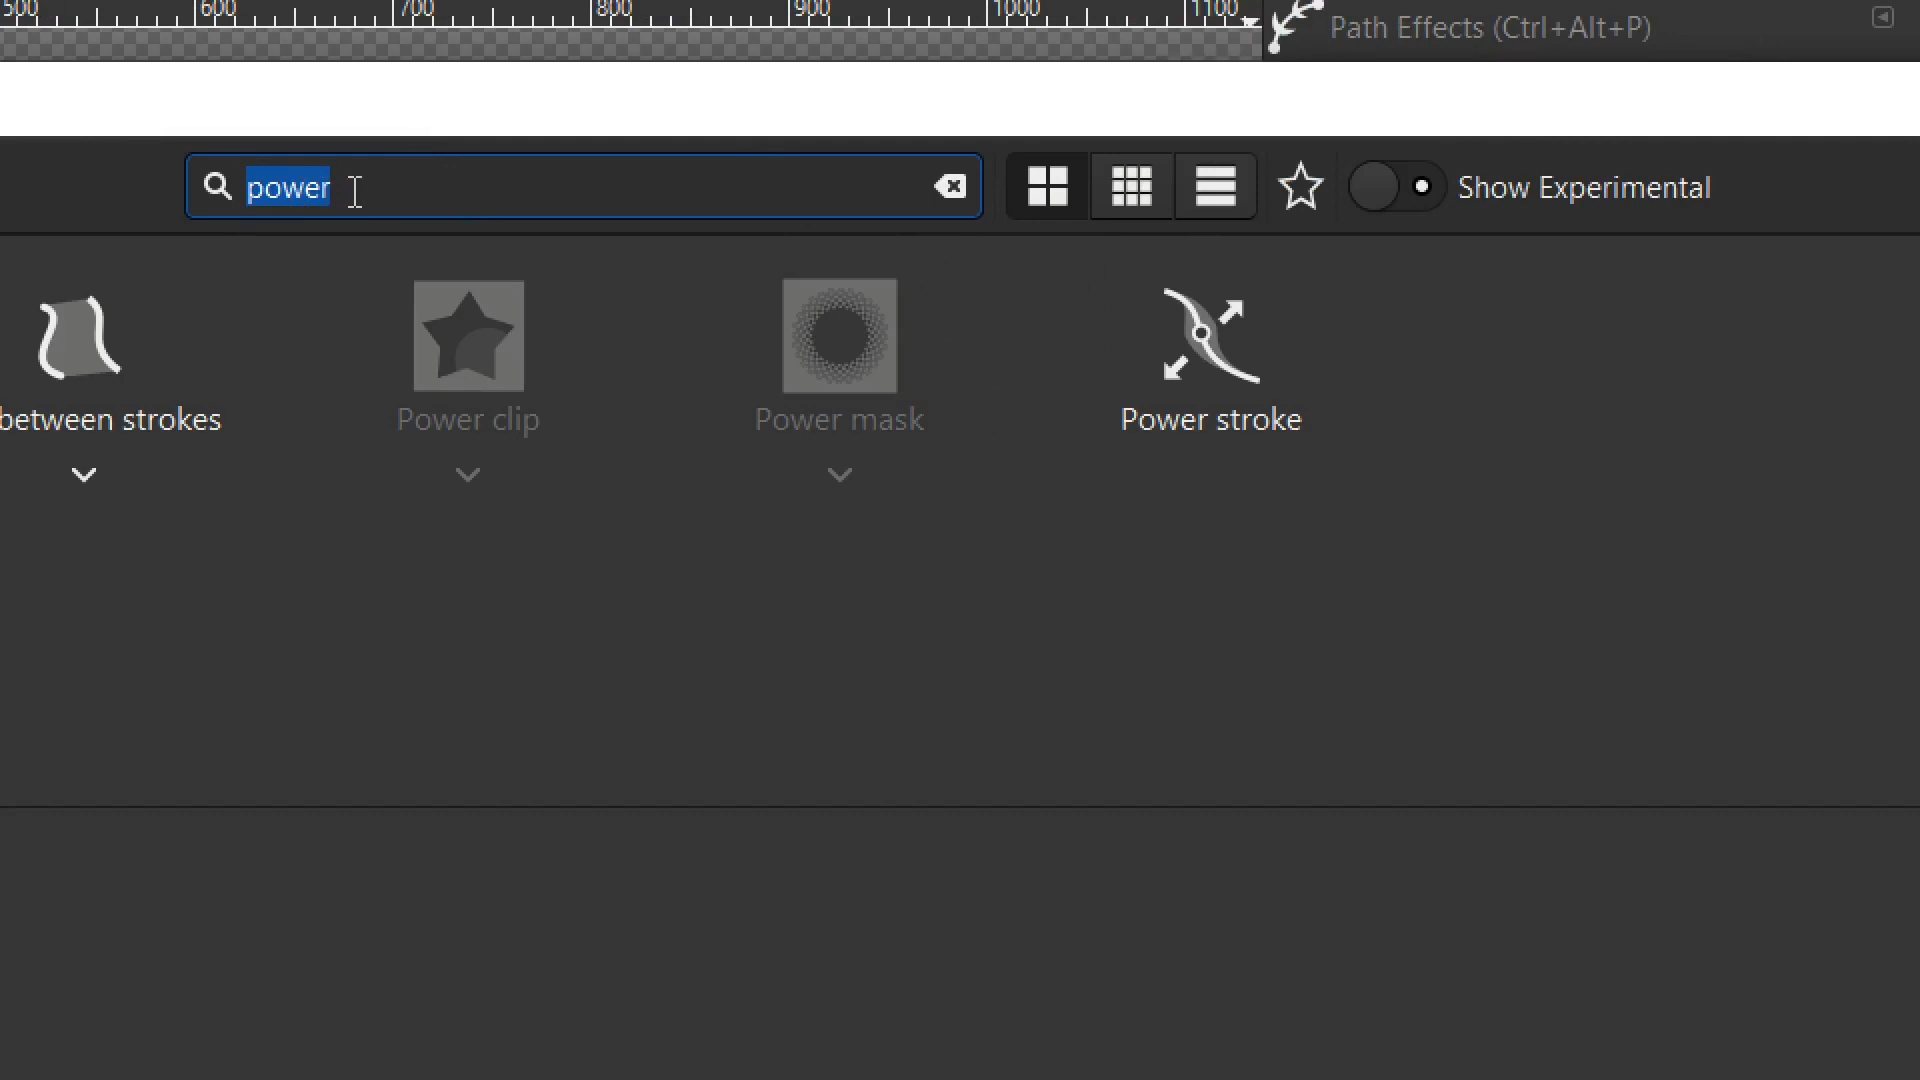 500 600 700 800 900 1000 1100
Path Effects (Ctrl+Alt+P)
power
Show Experimental
between strokes
Power clip
Power mask
Power stroke